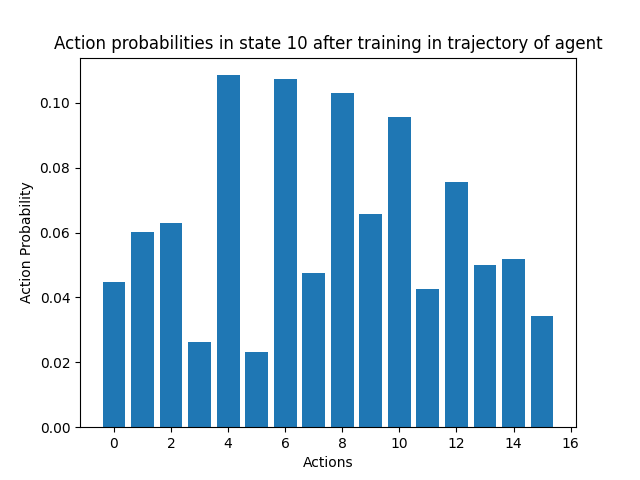 Action probabilities in state 10 after training in trajectory of agent
0.10
0.08
0.06
0.04
0.02
0.00
Action Probability
0 2 4 6 8 10 12 14 16
Actions